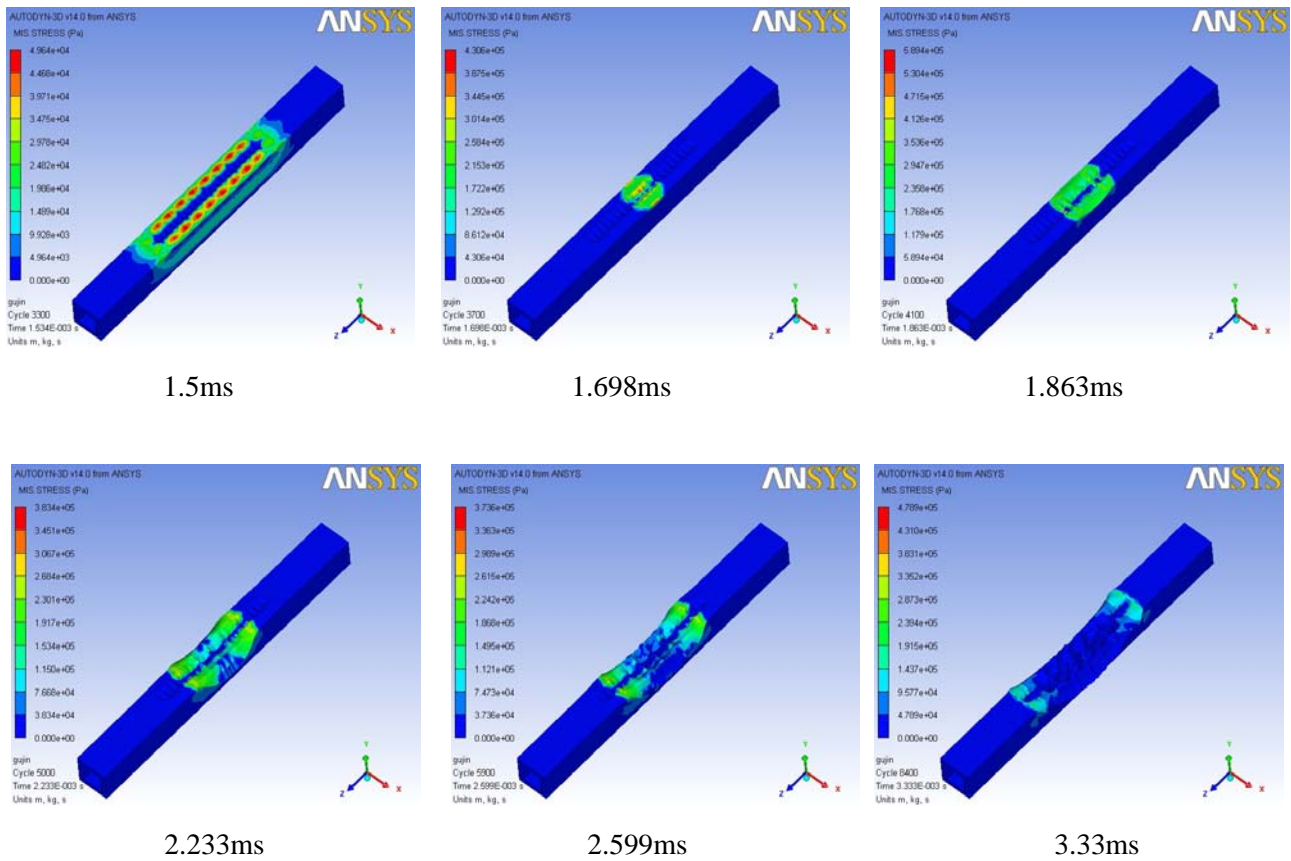 AUTODYN-3D v14.0 from ANSYS
ANSYS
MIS.STRESS (Pa)
4.964e+04
4.468e+04
3.971e+04
3.475e+04
2.978e+04
2.482e+04
1.986e+04
1.489e+04
9.928e+03
4.964e+03
0.000e+00
gujin
Cycle 3300
Time 1.534E-003 s
Units m, kg, s
Y
Z
X
1.5ms
AUTODYN-3D v14.0 from ANSYS
ANSYS
MIS.STRESS (Pa)
4.306e+05
3.875e+05
3.445e+05
3.014e+05
2.584e+05
2.153e+05
1.722e+05
1.292e+05
8.612e+04
4.306e+04
0.000e+00
gujin
Cycle 3700
Time 1.698E-003 s
Units m, kg, s
Y
Z
X
1.698ms
AUTODYN-3D v14.0 from ANSYS
ANSYS
MIS.STRESS (Pa)
5.894e+05
5.304e+05
4.715e+05
4.126e+05
3.536e+05
2.947e+05
2.358e+05
1.768e+05
1.179e+05
5.894e+04
0.000e+00
gujin
Cycle 4100
Time 1.863E-003 s
Units m, kg, s
Y
Z
X
1.863ms
AUTODYN-3D v14.0 from ANSYS
ANSYS
MIS.STRESS (Pa)
3.834e+05
3.451e+05
3.067e+05
2.684e+05
2.301e+05
1.917e+05
1.534e+05
1.150e+05
7.668e+04
3.834e+04
0.000e+00
gujin
Cycle 5000
Time 2.233E-003 s
Units m, kg, s
Y
Z
X
2.233ms
AUTODYN-3D v14.0 from ANSYS
ANSYS
MIS.STRESS (Pa)
3.736e+05
3.363e+05
2.989e+05
2.615e+05
2.242e+05
1.868e+05
1.495e+05
1.121e+05
7.473e+04
3.736e+04
0.000e+00
gujin
Cycle 5900
Time 2.599E-003 s
Units m, kg, s
Y
Z
X
2.599ms
AUTODYN-3D v14.0 from ANSYS
ANSYS
MIS.STRESS (Pa)
4.789e+05
4.310e+05
3.831e+05
3.352e+05
2.873e+05
2.394e+05
1.915e+05
1.437e+05
9.577e+04
4.789e+04
0.000e+00
gujin
Cycle 8400
Time 3.333E-003 s
Units m, kg, s
Y
Z
X
3.33ms